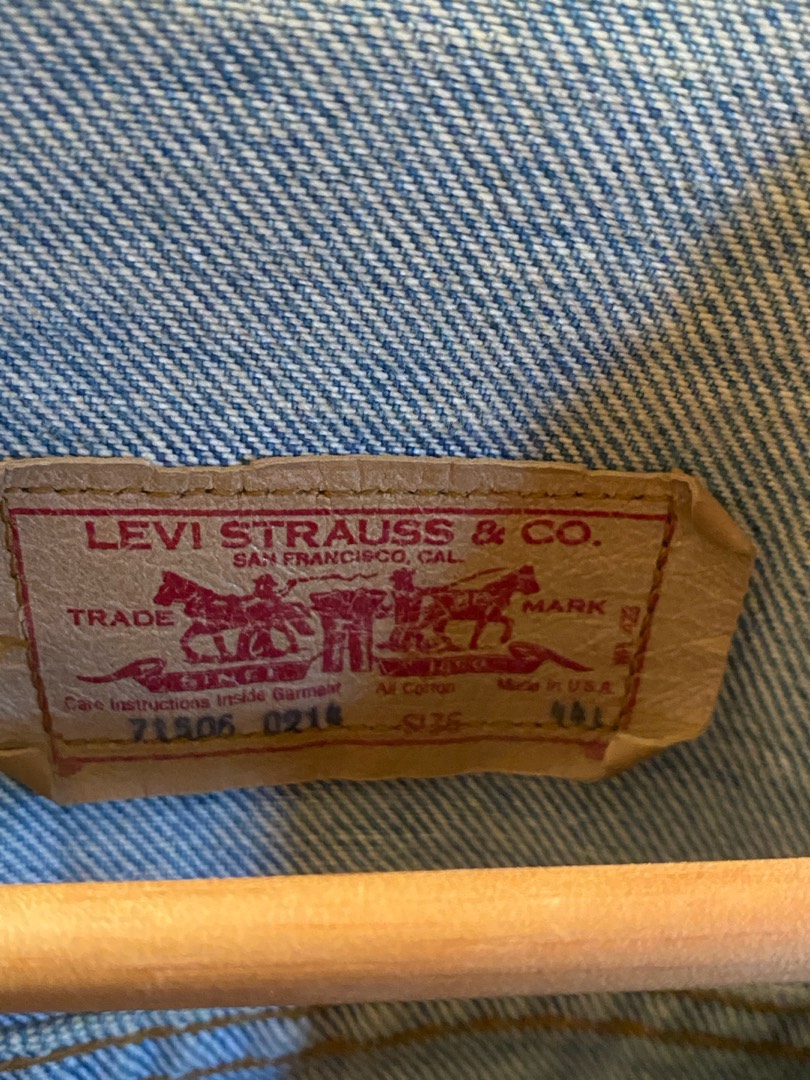 LEVI STRAUSS & CO.
SAN FRANCISCO, CAL.
TRADE MARK
Care Instructions Inside Garment All Cotton Made in U.S.A.
71506 0214 SIZE 44L